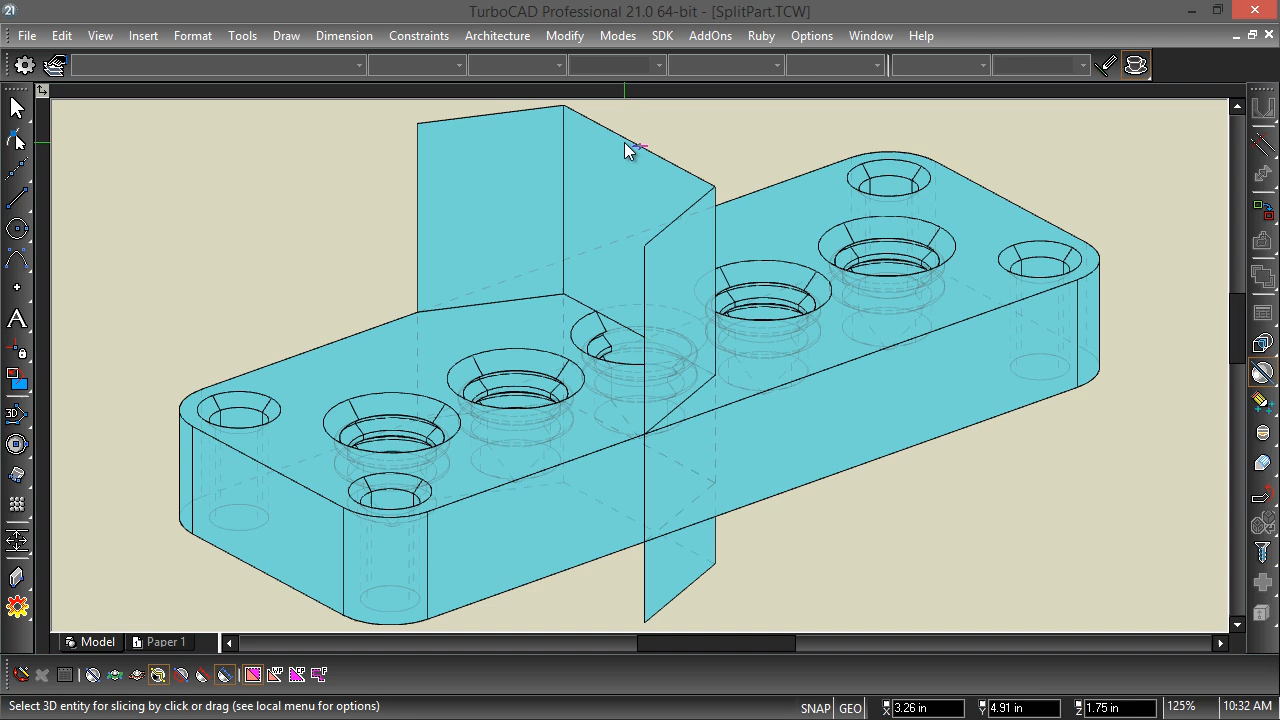 21 TurboCAD Professional 21.0 64-bit - [SplitPart.TCW]
File Edit View Insert Format Tools Draw Dimension Constraints Architecture Modify Modes SDK AddOns Ruby Options Window Help
3D
Model Paper 1
Select 3D entity for slicing by click or drag (see local menu for options) SNAP GEO X 3.26 in Y 4.91 in Z 1.75 in 125% 10:32 AM